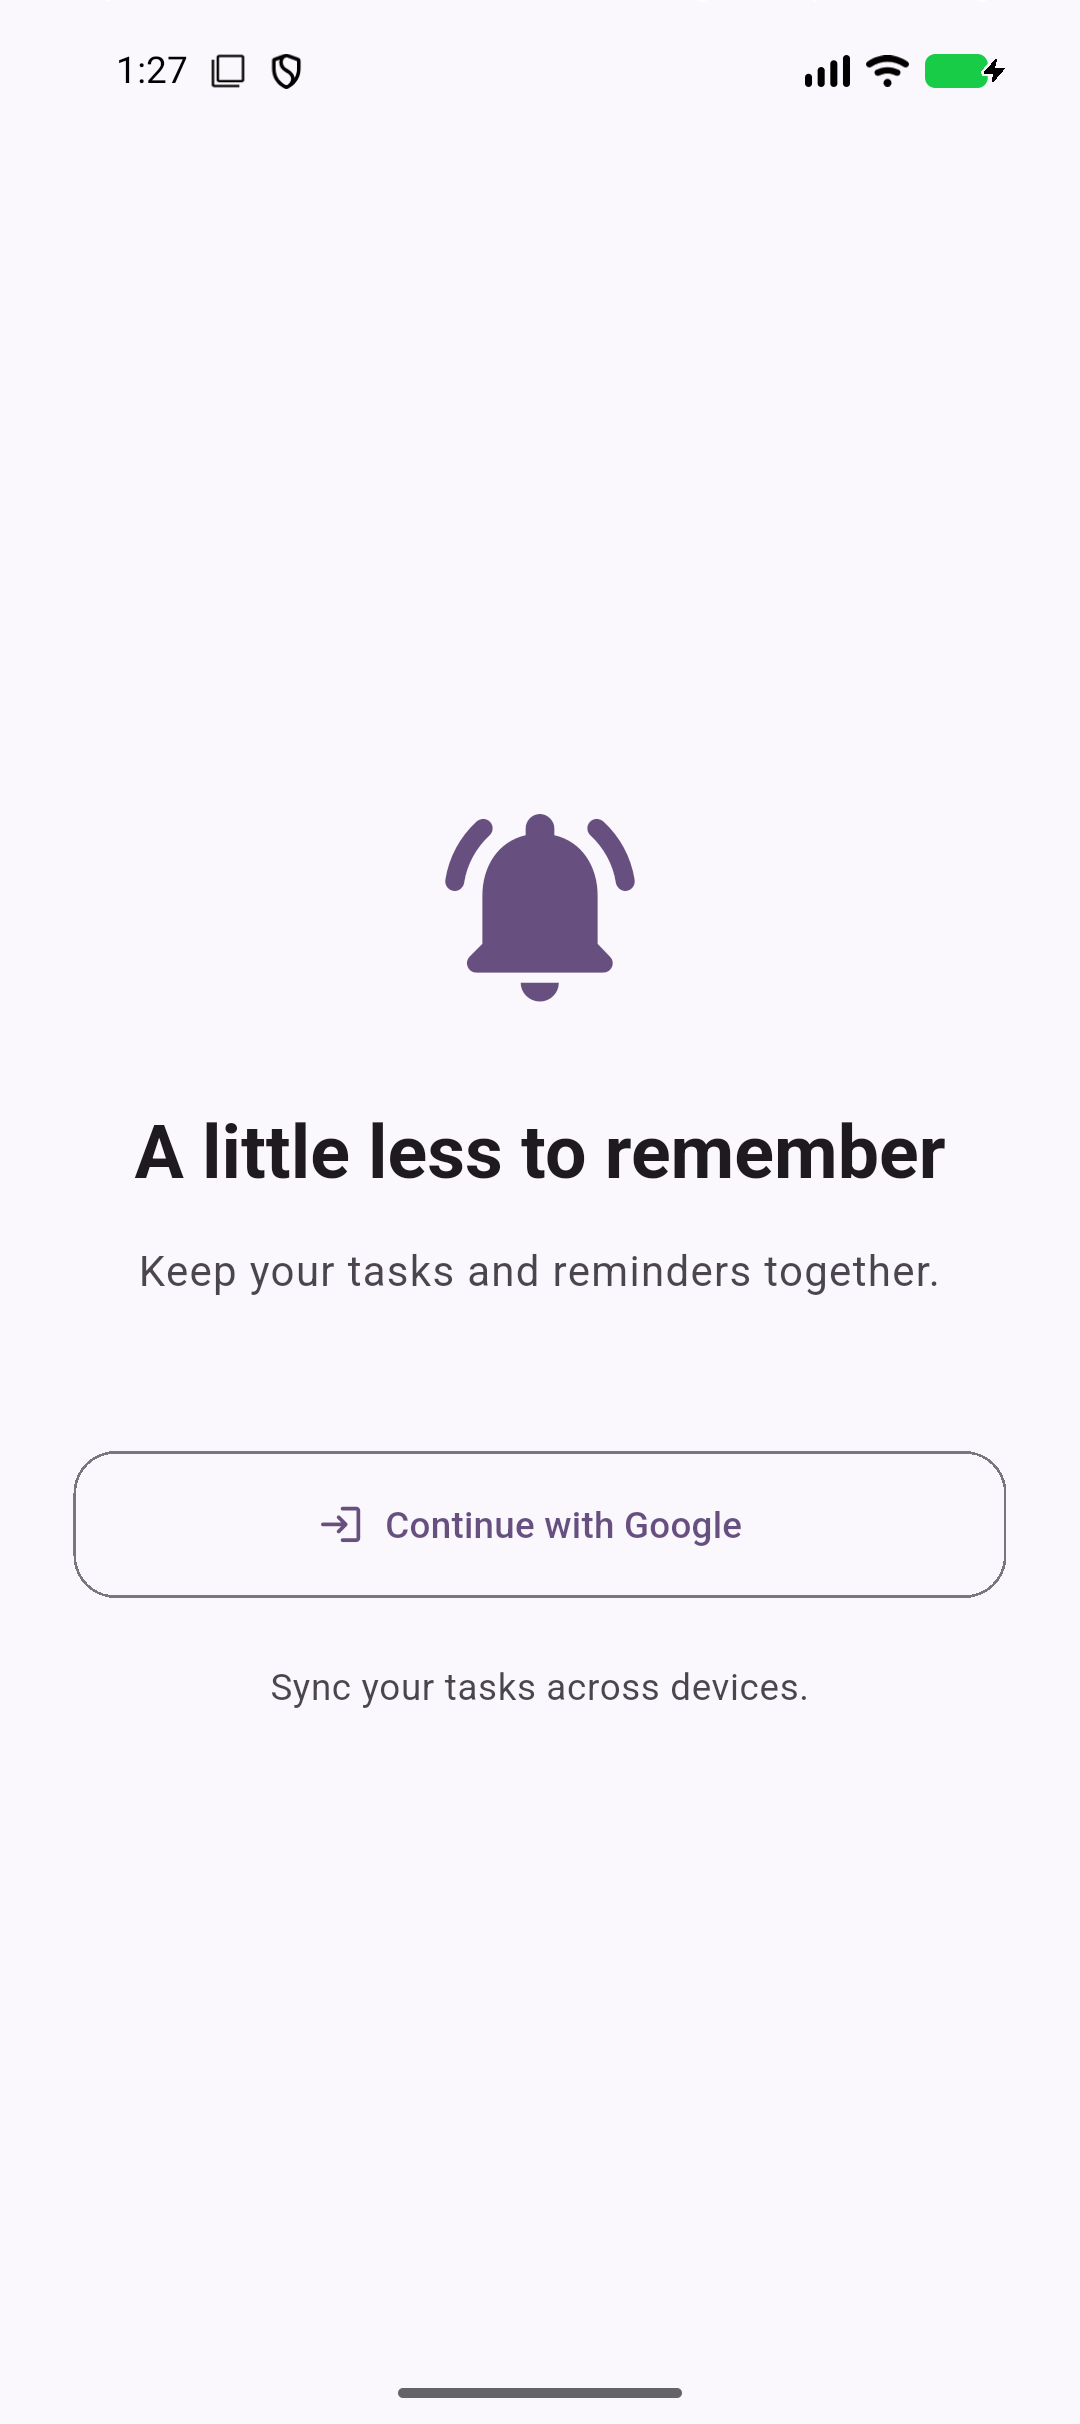 1:27
A little less to remember
Keep your tasks and reminders together.
Continue with Google
Sync your tasks across devices.